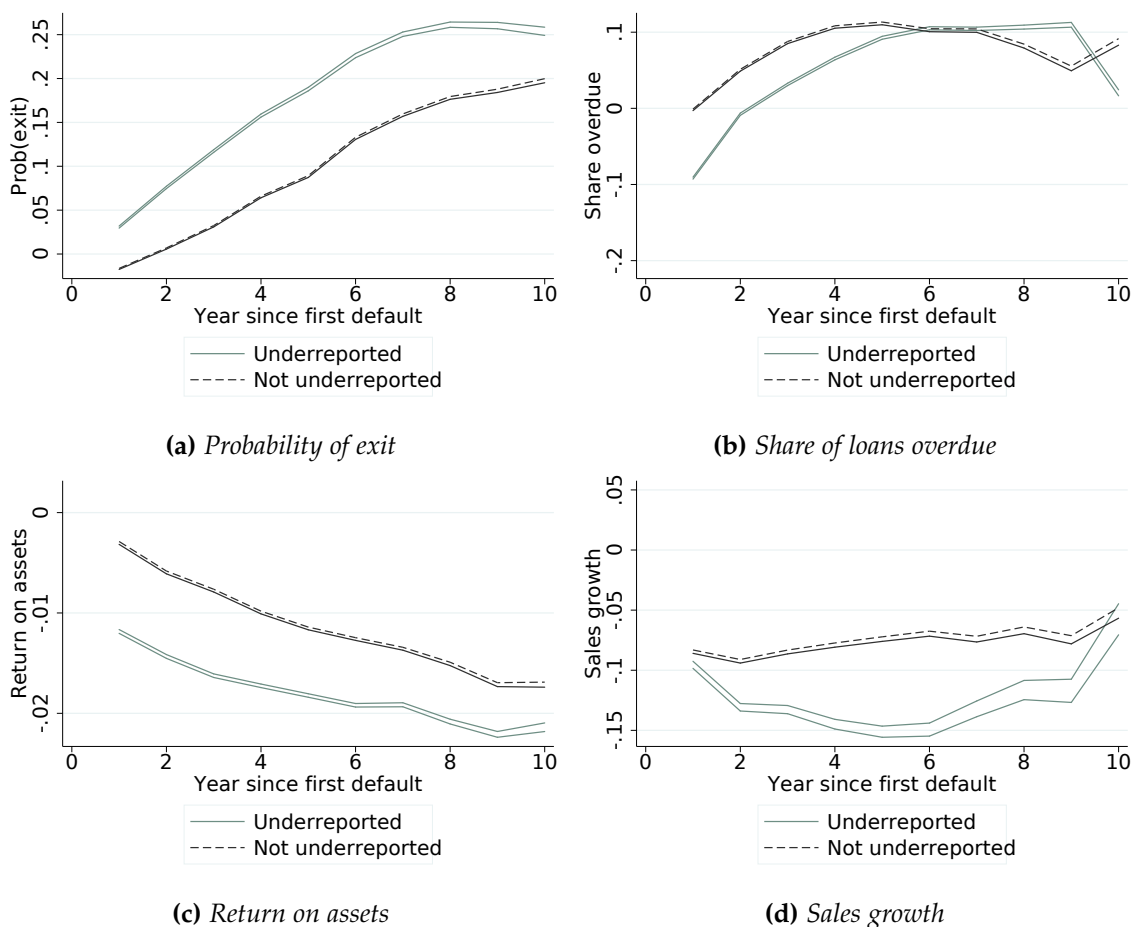 Prob(exit)
.25
.2
.15
.1
.05
0
0 2 4 6 8 10
Year since first default
Underreported
Not underreported
(a) Probability of exit
Share overdue
.1
0
-.1
-.2
0 2 4 6 8 10
Year since first default
Underreported
Not underreported
(b) Share of loans overdue
Return on assets
0
-.01
-.02
0 2 4 6 8 10
Year since first default
Underreported
Not underreported
(c) Return on assets
Sales growth
.05
0
-.05
-.1
-.15
0 2 4 6 8 10
Year since first default
Underreported
Not underreported
(d) Sales growth